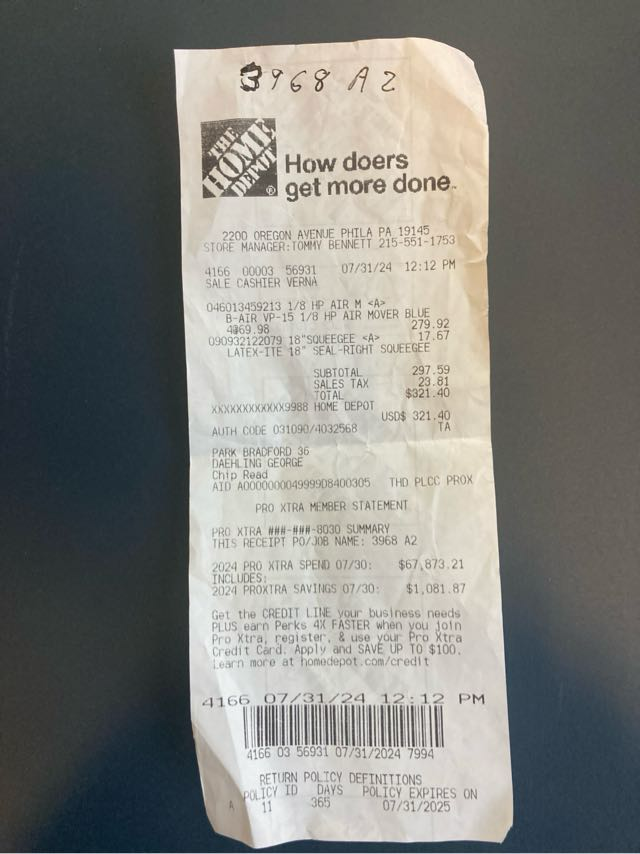 3968 A2
THE HOME DEPOT ®
How doers
get more done™
2200 OREGON AVENUE PHILA PA 19145
STORE MANAGER:TOMMY BENNETT 215-551-1753
4166 00003 56931 07/31/24 12:12 PM
SALE CASHIER VERNA
046013459213 1/8 HP AIR M <A>
B-AIR VP-15 1/8 HP AIR MOVER BLUE
4@69.98 279.92
090932122079 18"SQUEEGEE <A> 17.67
LATEX-ITE 18" SEAL-RIGHT SQUEEGEE
SUBTOTAL 297.59
SALES TAX 23.81
TOTAL $321.40
XXXXXXXXXXXX9988 HOME DEPOT
USD$ 321.40
AUTH CODE 031090/4032568 TA
PARK BRADFORD 36
DAEHLING GEORGE
Chip Read
AID A0000000049999D8400305 THD PLCC PROX
PRO XTRA MEMBER STATEMENT
PRO XTRA ###-###-8030 SUMMARY
THIS RECEIPT PO/JOB NAME: 3968 A2
2024 PRO XTRA SPEND 07/30: $67,873.21
INCLUDES:
2024 PROXTRA SAVINGS 07/30: $1,081.87
Get the CREDIT LINE your business needs
PLUS earn Perks 4X FASTER when you join
Pro Xtra, register, & use your Pro Xtra
Credit Card. Apply and SAVE UP TO $100.
Learn more at homedepot.com/credit
4166 07/31/24 12:12 PM
4166 03 56931 07/31/2024 7994
RETURN POLICY DEFINITIONS
POLICY ID DAYS POLICY EXPIRES ON
A 11 365 07/31/2025